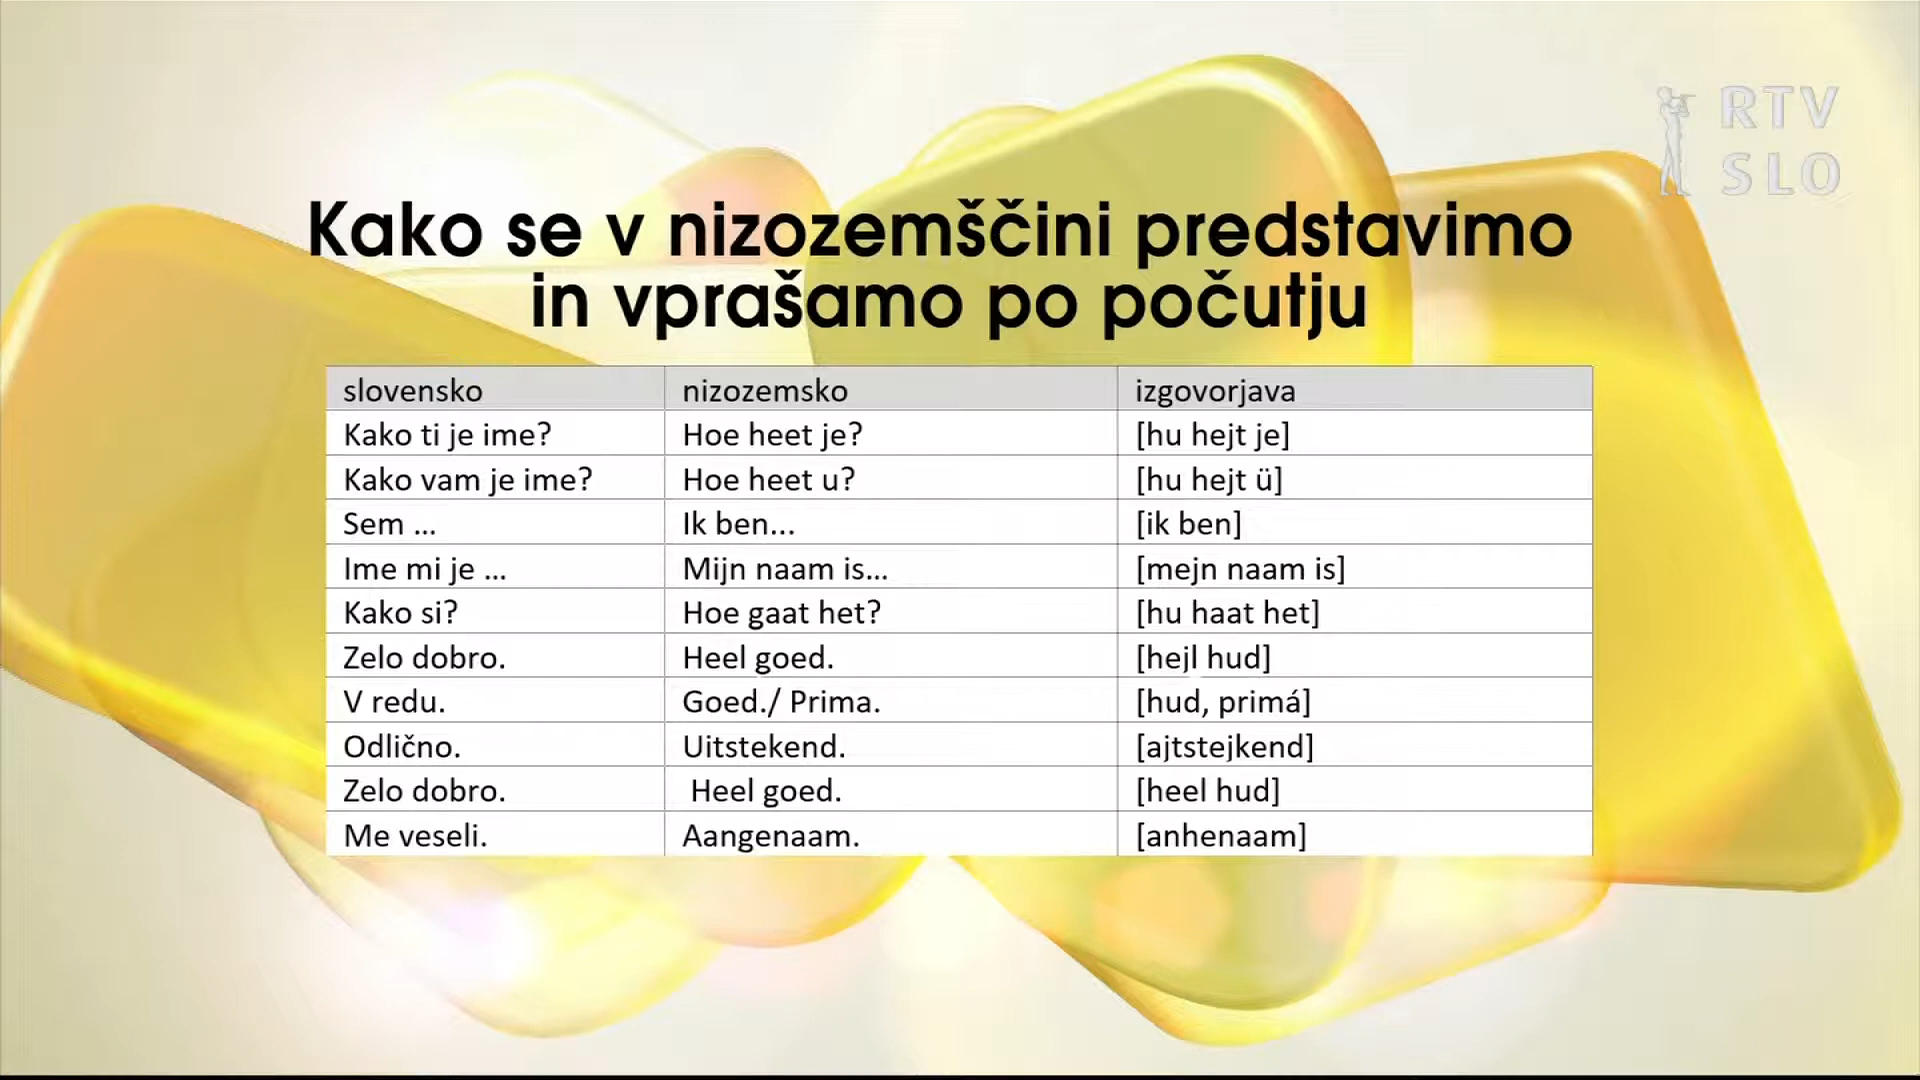 RTV
SLO
Kako se v nizozemščini predstavimo
in vprašamo po počutju
slovensko nizozemsko izgovorjava
Kako ti je ime? Hoe heet je? [hu hejt je]
Kako vam je ime? Hoe heet u? [hu hejt ü]
Sem ... Ik ben... [ik ben]
Ime mi je ... Mijn naam is... [mejn naam is]
Kako si? Hoe gaat het? [hu haat het]
Zelo dobro. Heel goed. [hejl hud]
V redu. Goed./ Prima. [hud, primá]
Odlično. Uitstekend. [ajtstejkend]
Zelo dobro. Heel goed. [heel hud]
Me veseli. Aangenaam. [anhenaam]